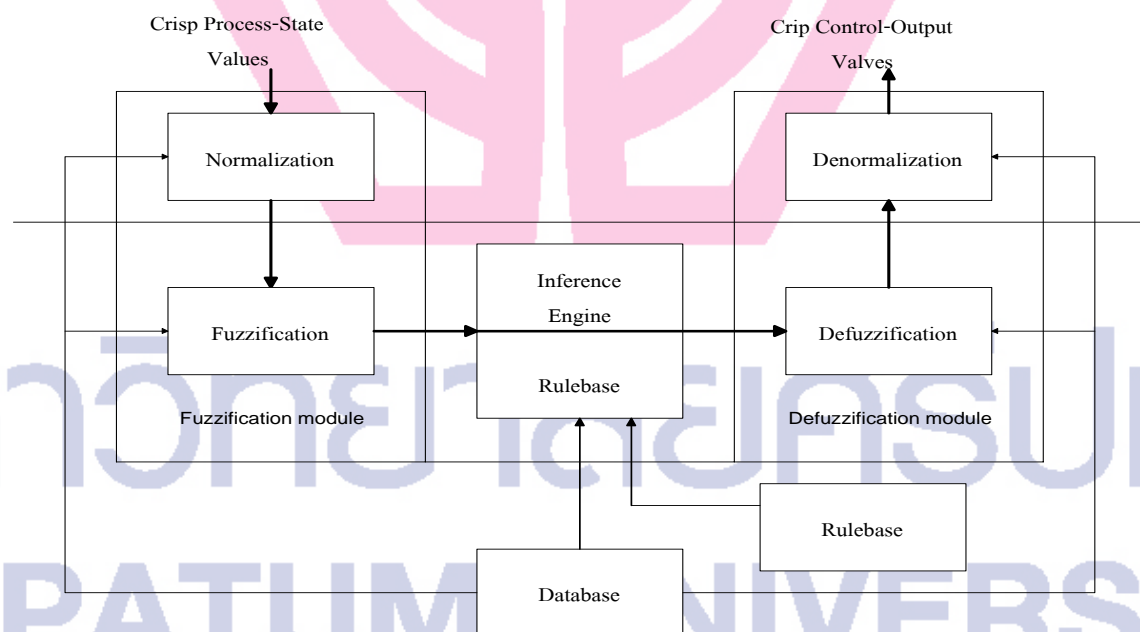 Crisp Process-State
Values
Crip Control-Output
Valves
Normalization
Denormalization
Inference
Engine
Fuzzification
Defuzzification
Rulebase
Fuzzification module
Defuzzification module
Rulebase
Database